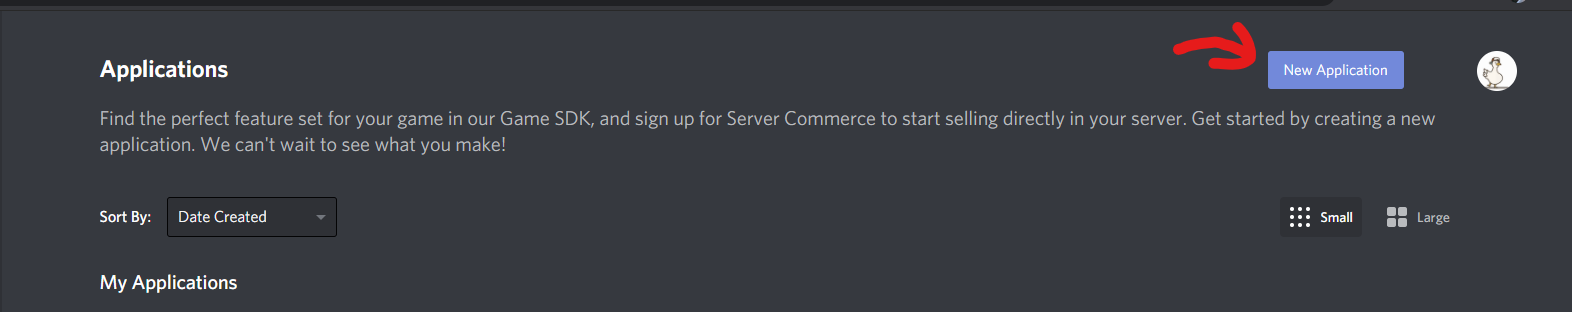 Applications
New Application
Find the perfect feature set for your game in our Game SDK, and sign up for Server Commerce to start selling directly in your server. Get started by creating a new
application. We can't wait to see what you make!
Sort By: Date Created
Small Large
My Applications